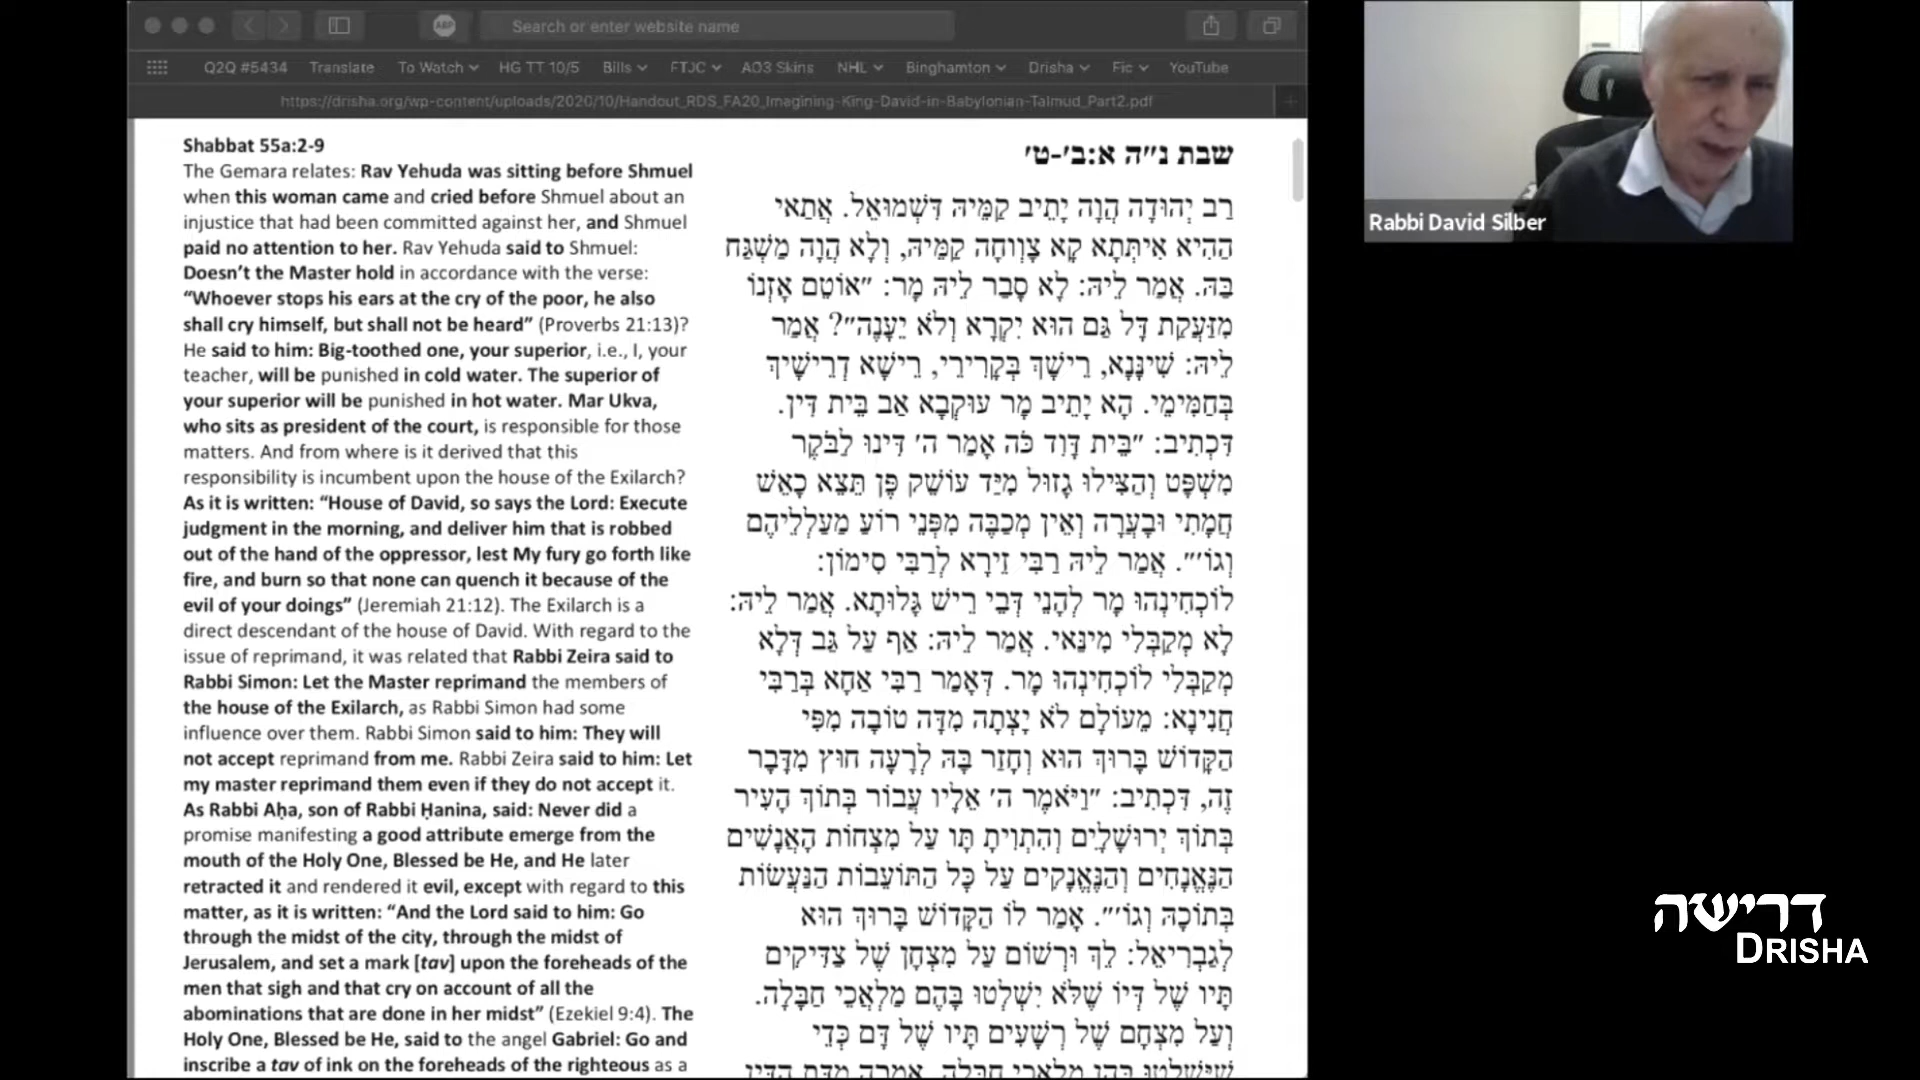 ABP
Search or enter website name
Q2Q #5434 Translate To Watch HG TT 10/5 Bills FTJC AO3 Skins NHL Binghamton Drisha Fic YouTube
https://drisha.org/wp-content/uploads/2020/10/Handout_RDS_FA20_Imagining-King-David-in-Babylonian-Talmud_Part2.pdf
Shabbat 55a:2-9
The Gemara relates: Rav Yehuda was sitting before Shmuel
when this woman came and cried before Shmuel about an
injustice that had been committed against her, and Shmuel
paid no attention to her. Rav Yehuda said to Shmuel:
Doesn’t the Master hold in accordance with the verse:
“Whoever stops his ears at the cry of the poor, he also
shall cry himself, but shall not be heard” (Proverbs 21:13)?
He said to him: Big-toothed one, your superior, i.e., I, your
teacher, will be punished in cold water. The superior of
your superior will be punished in hot water. Mar Ukva,
who sits as president of the court, is responsible for those
matters. And from where is it derived that this
responsibility is incumbent upon the house of the Exilarch?
As it is written: “House of David, so says the Lord: Execute
judgment in the morning, and deliver him that is robbed
out of the hand of the oppressor, lest My fury go forth like
fire, and burn so that none can quench it because of the
evil of your doings” (Jeremiah 21:12). The Exilarch is a
direct descendant of the house of David. With regard to the
issue of reprimand, it was related that Rabbi Zeira said to
Rabbi Simon: Let the Master reprimand the members of
the house of the Exilarch, as Rabbi Simon had some
influence over them. Rabbi Simon said to him: They will
not accept reprimand from me. Rabbi Zeira said to him: Let
my master reprimand them even if they do not accept it.
As Rabbi Aḥa, son of Rabbi Ḥanina, said: Never did a
promise manifesting a good attribute emerge from the
mouth of the Holy One, Blessed be He, and He later
retracted it and rendered it evil, except with regard to this
matter, as it is written: “And the Lord said to him: Go
through the midst of the city, through the midst of
Jerusalem, and set a mark [tav] upon the foreheads of the
men that sigh and that cry on account of all the
abominations that are done in her midst” (Ezekiel 9:4). The
Holy One, Blessed be He, said to the angel Gabriel: Go and
inscribe a tav of ink on the foreheads of the righteous as a
שבת נ״ה א:ב׳-ט׳
רַב יְהוּדָה הֲוָה יָתֵיב קַמֵּיהּ דִּשְׁמוּאֵל. אֲתַאי
הָהִיא אִיתְּתָא קָא צָוְוחָה קַמֵּיהּ, וְלָא הֲוָה מַשְׁגַּח
בַּהּ. אֲמַר לֵיהּ: לָא סָבַר לֵיהּ מָר: ״אוֹטֵם אׇזְנוֹ
מִזַּעֲקַת דָּל גַּם הוּא יִקְרָא וְלֹא יֵעָנֶה״? אֲמַר
לֵיהּ: שִׁינָּנָא, רֵישָׁךְ בְּקָרִירֵי, רֵישָׁא דְרֵישָׁיךְ
בְּחַמִּימֵי. הָא יָתֵיב מָר עוּקְבָא אַב בֵּית דִּין.
דִּכְתִיב: ״בֵּית דָּוִד כֹּה אָמַר ה׳ דִּינוּ לַבֹּקֶר
מִשְׁפָּט וְהַצִּילוּ גָזוּל מִיַּד עוֹשֵׁק פֶּן תֵּצֵא כָאֵשׁ
חֲמָתִי וּבָעֲרָה וְאֵין מְכַבֶּה מִפְּנֵי רוֹעַ מַעַלְלֵיהֶם
וְגוֹ׳״. אֲמַר לֵיהּ רַבִּי זֵירָא לְרַבִּי סִימוֹן:
לוֹכְחִינְהוּ מָר לְהָנֵי דְּבֵי רֵישׁ גָּלוּתָא. אֲמַר לֵיהּ:
לָא מְקַבְּלִי מִינַּאי. אֲמַר לֵיהּ: אַף עַל גַּב דְּלָא
מְקַבְּלִי לוֹכְחִינְהוּ מָר. דְּאָמַר רַבִּי אַחָא בְּרַבִּי
חֲנִינָא: מֵעוֹלָם לֹא יָצְתָה מִדָּה טוֹבָה מִפִּי
הַקָּדוֹשׁ בָּרוּךְ הוּא וְחָזַר בָּהּ לְרָעָה חוּץ מִדָּבָר
זֶה, דִּכְתִיב: ״וַיֹּאמֶר ה׳ אֵלָיו עֲבוֹר בְּתוֹךְ הָעִיר
בְּתוֹךְ יְרוּשָׁלָיִם וְהִתְוִיתָ תָּו עַל מִצְחוֹת הָאֲנָשִׁים
הַנֶּאֱנָחִים וְהַנֶּאֱנָקִים עַל כׇּל הַתּוֹעֵבוֹת הַנַּעֲשׂוֹת
בְּתוֹכָהּ וְגוֹ׳״. אָמַר לוֹ הַקָּדוֹשׁ בָּרוּךְ הוּא
לְגַבְרִיאֵל: לֵךְ וּרְשׁוֹם עַל מִצְחָן שֶׁל צַדִּיקִים
תָּיו שֶׁל דְּיוֹ שֶׁלֹּא יִשְׁלְטוּ בָּהֶם מַלְאֲכֵי חַבָּלָה.
וְעַל מִצְחָם שֶׁל רְשָׁעִים תָּיו שֶׁל דָּם כְּדֵי
שֶׁיִּשְׁלְטוּ בָּהֶן מַלְאֲכֵי חַבָּלָה. אָמְרָה מִדַּת הַדִּין
Rabbi David Silber
דרישה
DRISHA